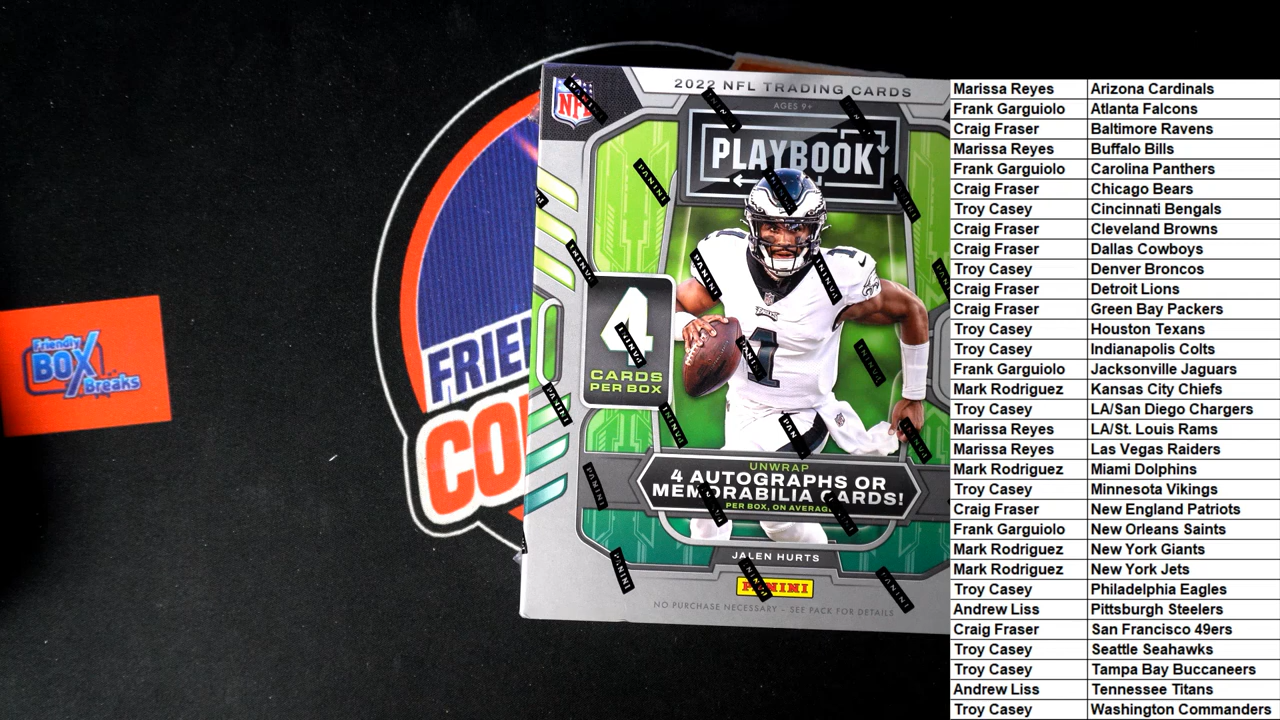 Friendly
BOX
Breaks
FRIE
CO
2022 NFL TRADING CARDS
AGES 9+
NFL
PLAYBOOK
4
CARDS
PER BOX
1
1
UNWRAP
4 AUTOGRAPHS OR
MEMORABILIA CARDS!
PER BOX, ON AVERAGE
JALEN HURTS
PANINI
NO PURCHASE NECESSARY - SEE PACK FOR DETAILS
Marissa Reyes Arizona Cardinals
Frank Garguiolo Atlanta Falcons
Craig Fraser Baltimore Ravens
Marissa Reyes Buffalo Bills
Frank Garguiolo Carolina Panthers
Craig Fraser Chicago Bears
Troy Casey Cincinnati Bengals
Craig Fraser Cleveland Browns
Craig Fraser Dallas Cowboys
Troy Casey Denver Broncos
Craig Fraser Detroit Lions
Craig Fraser Green Bay Packers
Troy Casey Houston Texans
Troy Casey Indianapolis Colts
Frank Garguiolo Jacksonville Jaguars
Mark Rodriguez Kansas City Chiefs
Troy Casey LA/San Diego Chargers
Marissa Reyes LA/St. Louis Rams
Marissa Reyes Las Vegas Raiders
Mark Rodriguez Miami Dolphins
Troy Casey Minnesota Vikings
Craig Fraser New England Patriots
Frank Garguiolo New Orleans Saints
Mark Rodriguez New York Giants
Mark Rodriguez New York Jets
Troy Casey Philadelphia Eagles
Andrew Liss Pittsburgh Steelers
Craig Fraser San Francisco 49ers
Troy Casey Seattle Seahawks
Troy Casey Tampa Bay Buccaneers
Andrew Liss Tennessee Titans
Troy Casey Washington Commanders